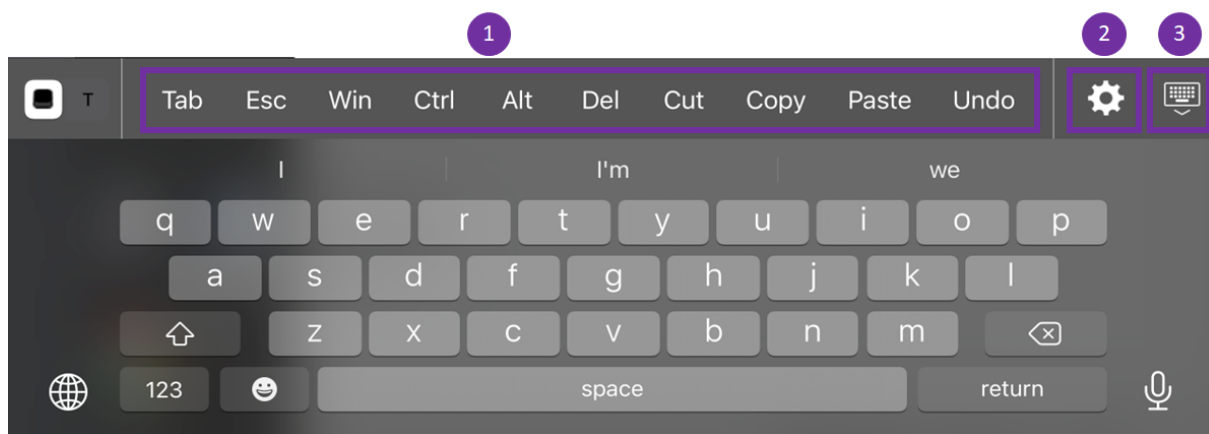 1 2 3
T Tab Esc Win Ctrl Alt Del Cut Copy Paste Undo
I I'm we
q w e r t y u i o p
a s d f g h j k l
z x c v b n m
123 space return